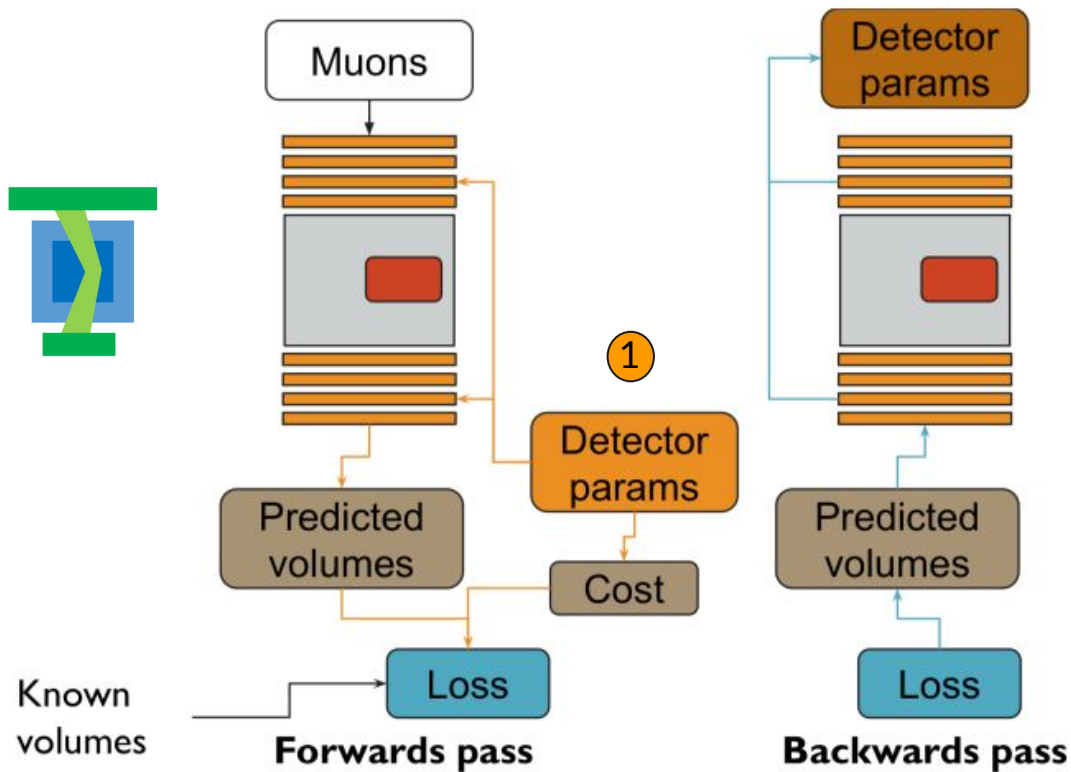 Muons
Detector
params
1
Detector
params
Predicted
volumes
Cost
Predicted
volumes
Loss
Loss
Known
volumes
Forwards pass
Backwards pass